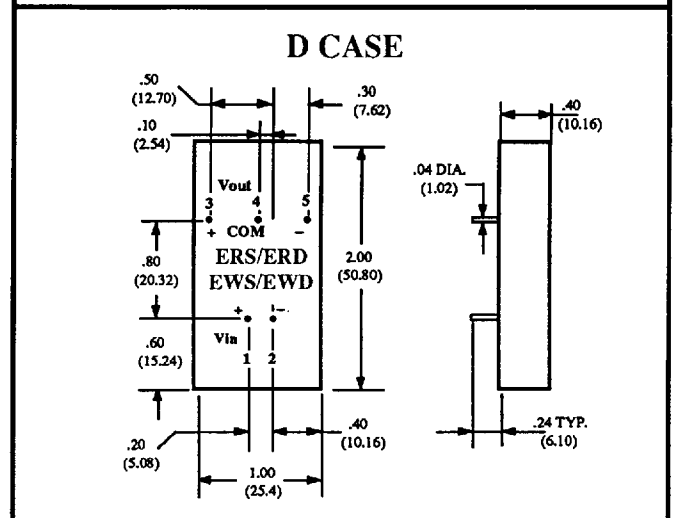 D CASE
.50
(12.70)
.30
(7.62)
.40
(10.16)
.10
(2.54)
.04 DIA.
(1.02)
Vout
3 4 5
+ COM −
ERS/ERD
EWS/EWD
.80
(20.32)
2.00
(50.80)
+ −
Vin
1 2
.60
(15.24)
.20
(5.08)
.40
(10.16)
.24 TYP.
(6.10)
1.00
(25.4)